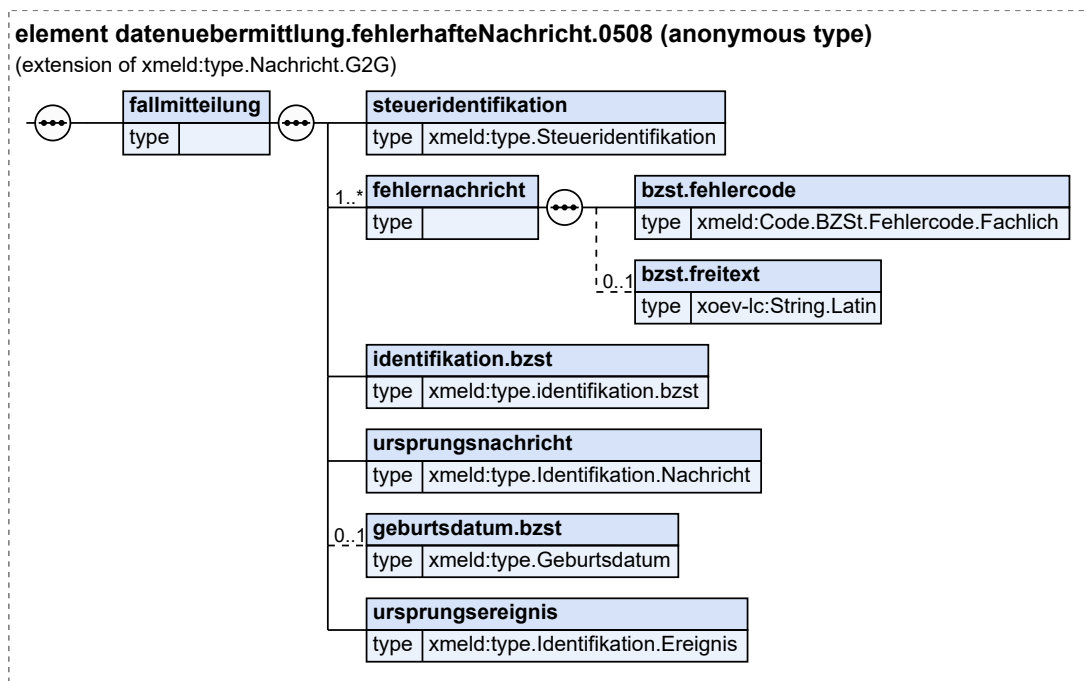 element datenuebermittlung.fehlerhafteNachricht.0508 (anonymous type)
(extension of xmeld:type.Nachricht.G2G)
fallmitteilung
type
steueridentifikation
type xmeld:type.Steueridentifikation
1..*
fehlernachricht
type
bzst.fehlercode
type xmeld:Code.BZSt.Fehlercode.Fachlich
0..1
bzst.freitext
type xoev-lc:String.Latin
identifikation.bzst
type xmeld:type.identifikation.bzst
ursprungsnachricht
type xmeld:type.Identifikation.Nachricht
0..1
geburtsdatum.bzst
type xmeld:type.Geburtsdatum
ursprungsereignis
type xmeld:type.Identifikation.Ereignis